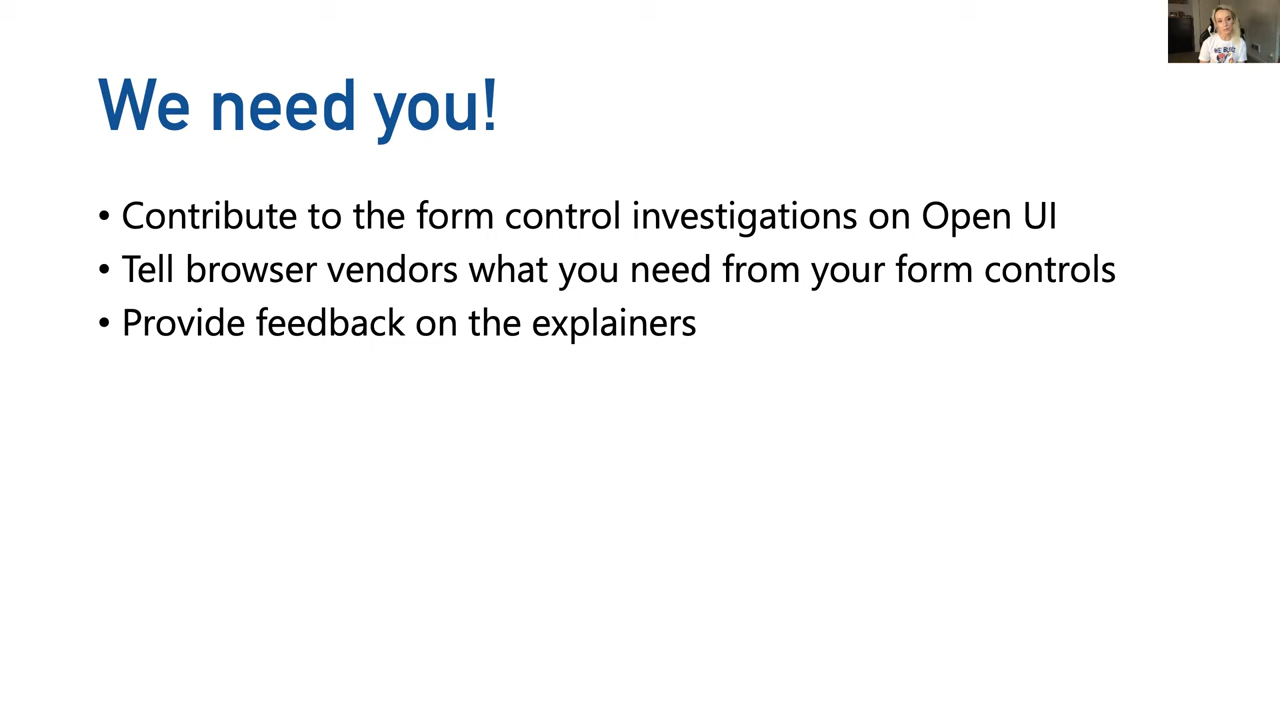 We need you!
• Contribute to the form control investigations on Open UI
• Tell browser vendors what you need from your form controls
• Provide feedback on the explainers